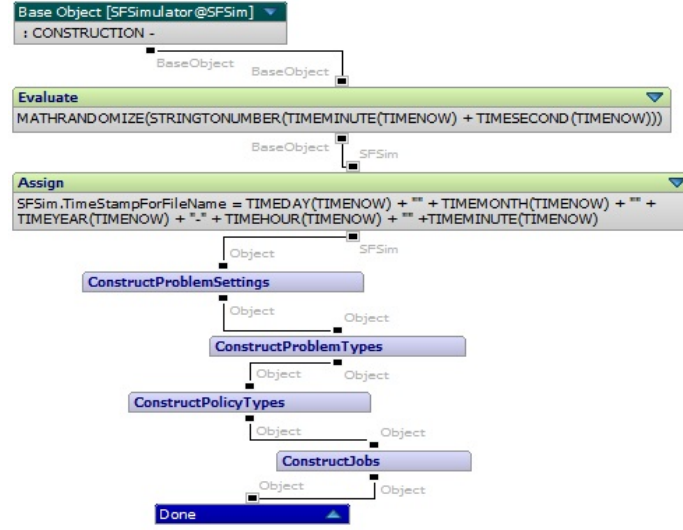 Base Object [SFSimulator@SFSim]
: CONSTRUCTION -
BaseObject
BaseObject
Evaluate
MATHRANDOMIZE(STRINGTONUMBER(TIMEMINUTE(TIMENOW) + TIMESECOND(TIMENOW)))
BaseObject
SFSim
Assign
SFSim.TimeStampForFileName = TIMEDAY(TIMENOW) + "" + TIMEMONTH(TIMENOW) + "" +
TIMEYEAR(TIMENOW) + "-" + TIMEHOUR(TIMENOW) + "" +TIMEMINUTE(TIMENOW)
SFSim
Object
ConstructProblemSettings
Object
Object
ConstructProblemTypes
Object
Object
ConstructPolicyTypes
Object
Object
ConstructJobs
Object
Object
Done